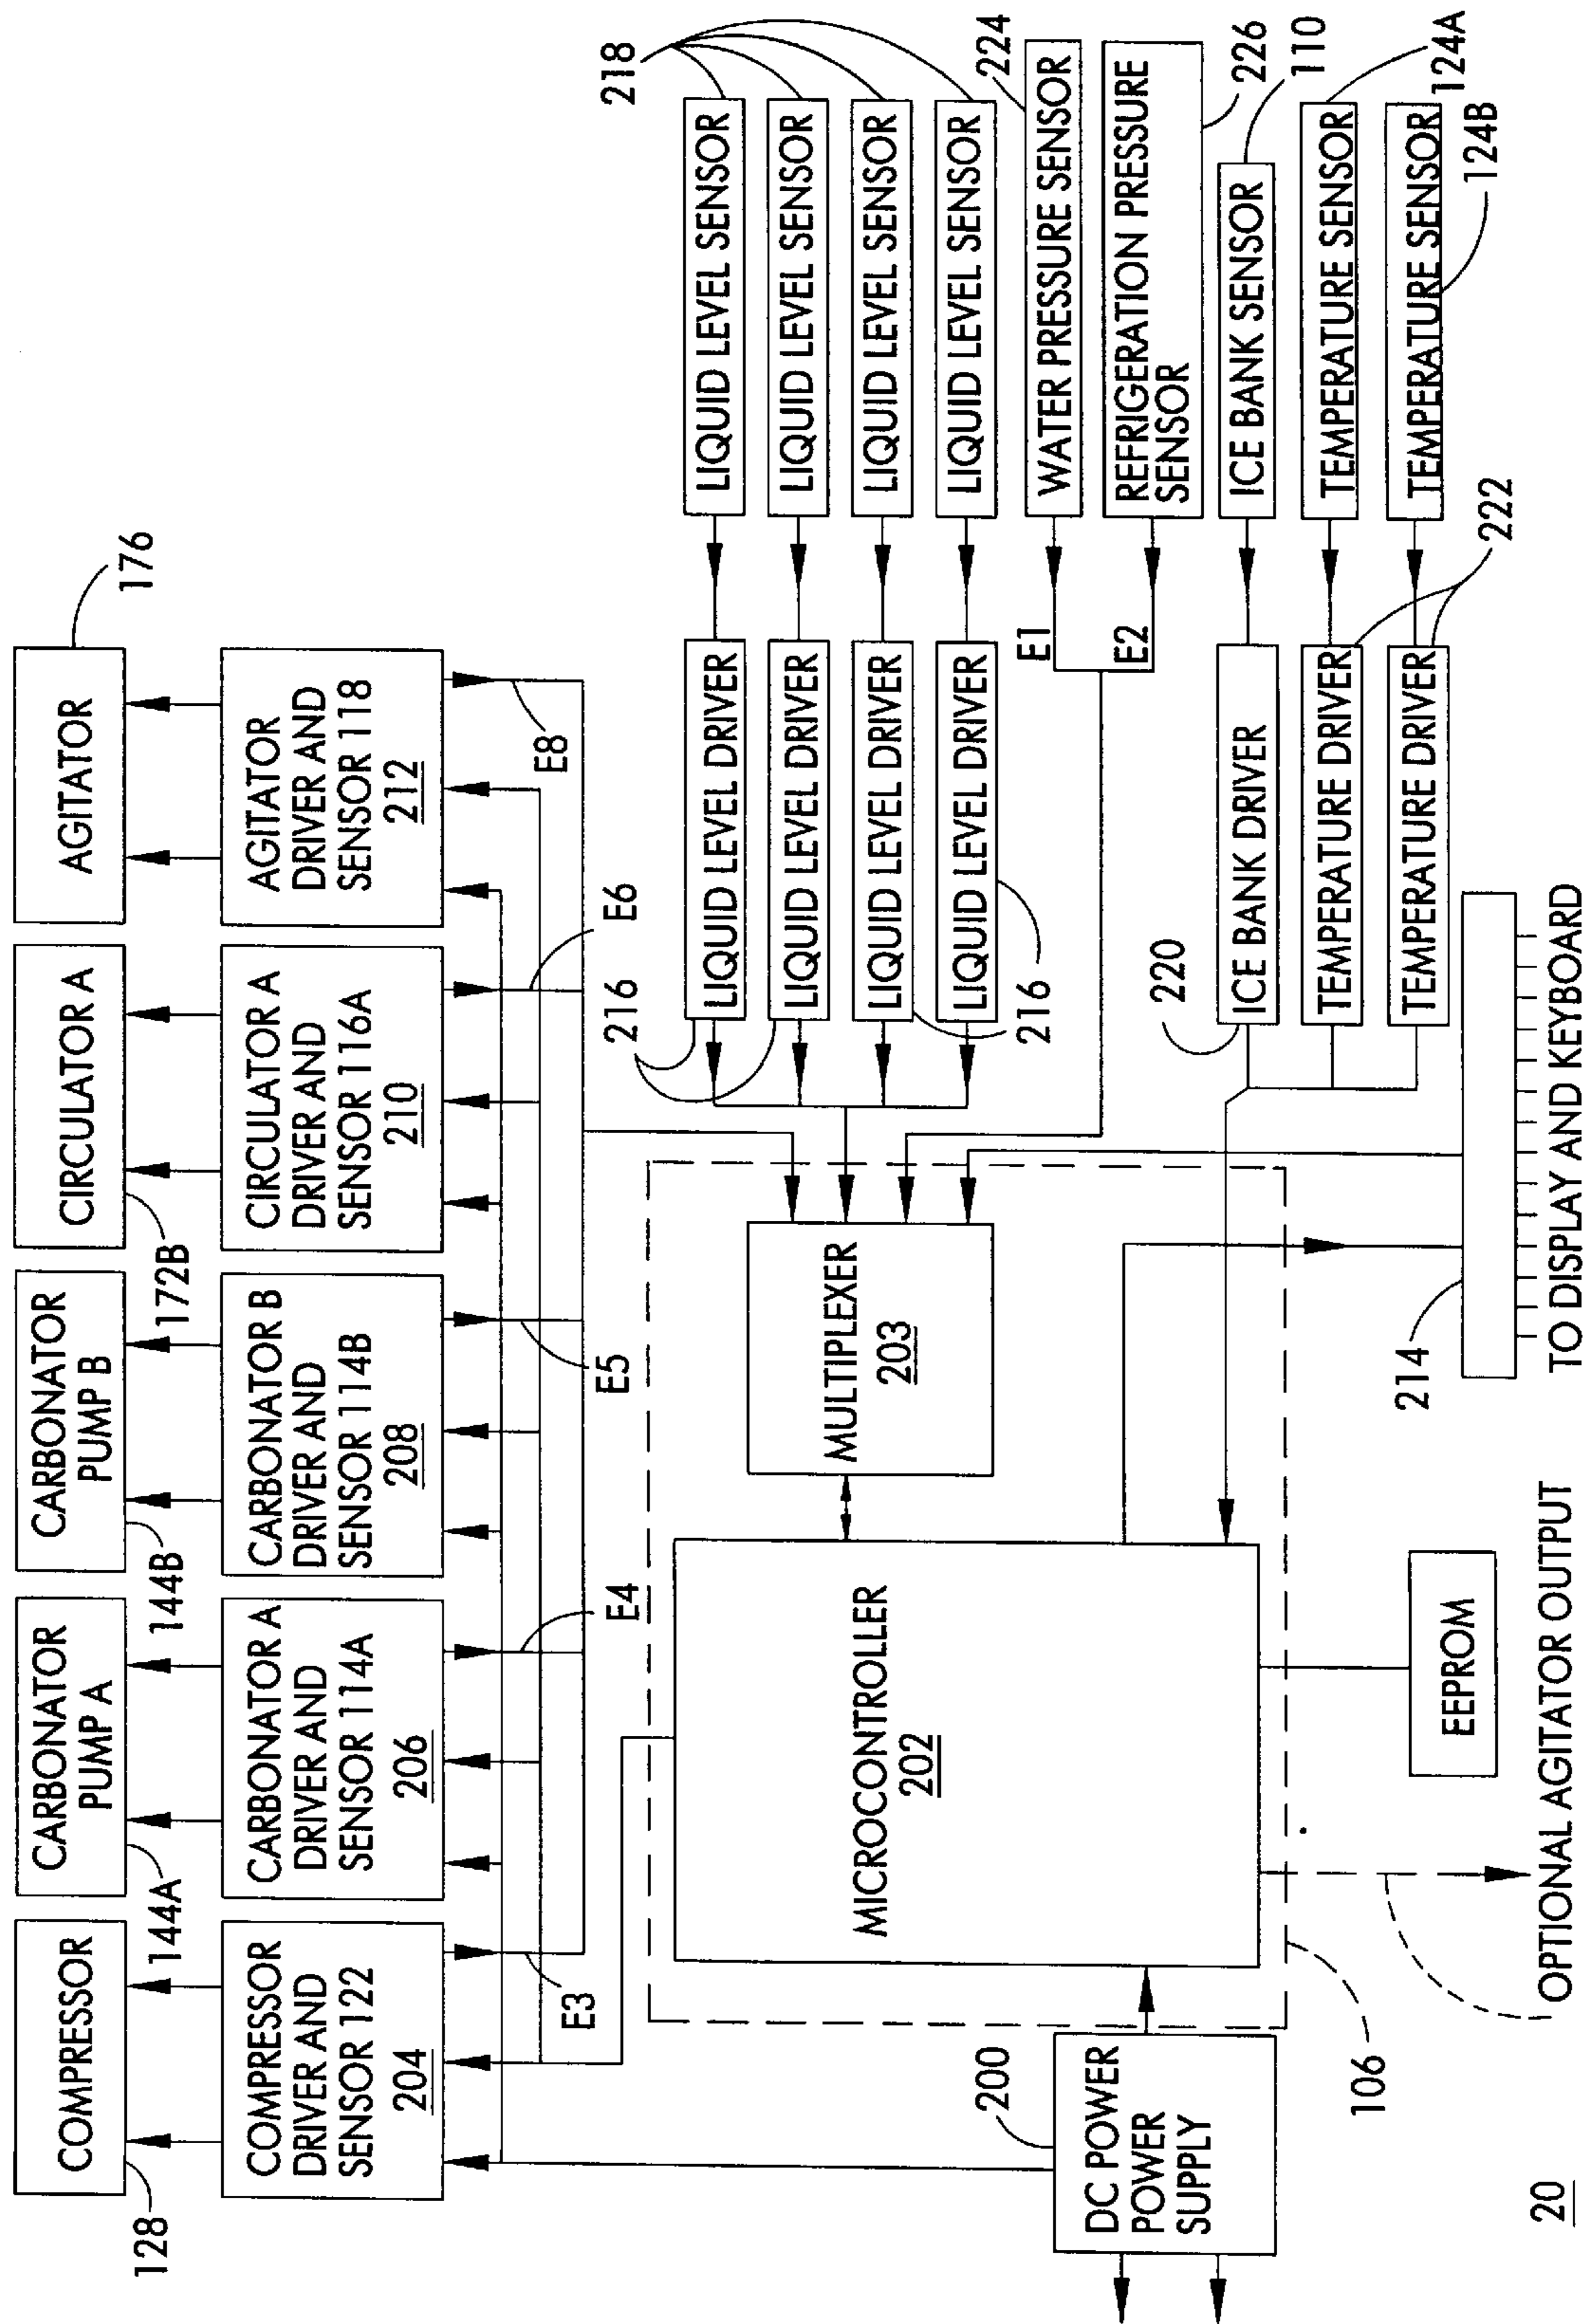 COMPRESSOR
128
CARBONATOR
PUMP A
144A
CARBONATOR
PUMP B
144B
CIRCULATOR A
172B
AGITATOR
176
COMPRESSOR
DRIVER AND
SENSOR 122
204
CARBONATOR A
DRIVER AND
SENSOR 114A
206
CARBONATOR B
DRIVER AND
SENSOR 114B
208
CIRCULATOR A
DRIVER AND
SENSOR 116A
210
AGITATOR
DRIVER AND
SENSOR 118
212
E3
E4
E5
E6
E8
218
216
LIQUID LEVEL DRIVER
LIQUID LEVEL SENSOR
LIQUID LEVEL DRIVER
LIQUID LEVEL SENSOR
LIQUID LEVEL DRIVER
LIQUID LEVEL SENSOR
LIQUID LEVEL DRIVER
LIQUID LEVEL SENSOR
216
MICROCONTROLLER
202
MULTIPLEXER
203
E1
WATER PRESSURE SENSOR
224
E2
REFRIGERATION PRESSURE
SENSOR
226
200
DC POWER
POWER
SUPPLY
220
ICE BANK DRIVER
ICE BANK SENSOR
110
TEMPERATURE DRIVER
TEMPERATURE SENSOR
124A
TEMPERATURE DRIVER
TEMPERATURE SENSOR
124B
222
106
EEPROM
214
OPTIONAL AGITATOR OUTPUT
TO DISPLAY AND KEYBOARD
20